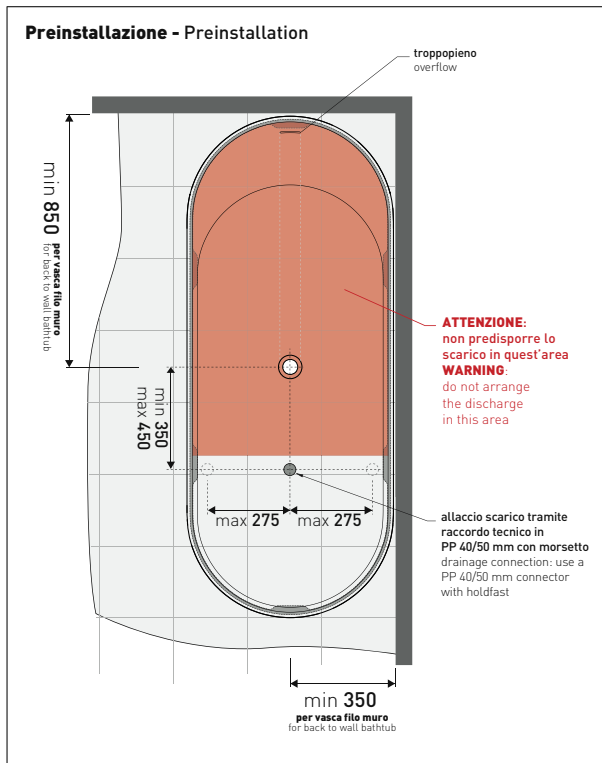 Preinstallazione - Preinstallation
troppopieno
overflow
min 850
per vasca filo muro
for back to wall bathtub
ATTENZIONE:
non predisporre lo
scarico in quest'area
WARNING:
do not arrange
the discharge
in this area
min 350
max 450
max 275
max 275
allaccio scarico tramite
raccordo tecnico in
PP 40/50 mm con morsetto
drainage connection: use a
PP 40/50 mm connector
with holdfast
min 350
per vasca filo muro
for back to wall bathtub